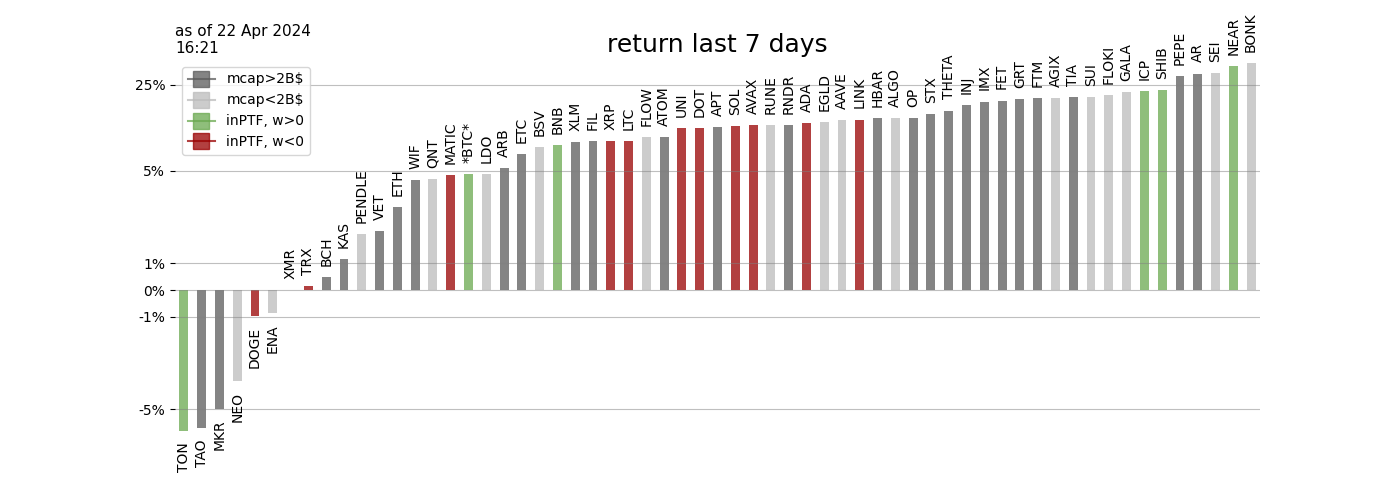 as of 22 Apr 2024
16:21
return last 7 days
mcap>2B$
mcap<2B$
inPTF, w>0
inPTF, w<0
25%
5%
1%
0%
-1%
-5%
TON
TAO
MKR
NEO
DOGE
ENA
XMR
TRX
BCH
KAS
PENDLE
VET
ETH
WIF
QNT
MATIC
*BTC*
LDO
ARB
ETC
BSV
BNB
XLM
FIL
XRP
LTC
FLOW
ATOM
UNI
DOT
APT
SOL
AVAX
RUNE
RNDR
ADA
EGLD
AAVE
LINK
HBAR
ALGO
OP
STX
THETA
INJ
IMX
FET
GRT
FTM
AGIX
TIA
SUI
FLOKI
GALA
ICP
SHIB
PEPE
AR
SEI
NEAR
BONK